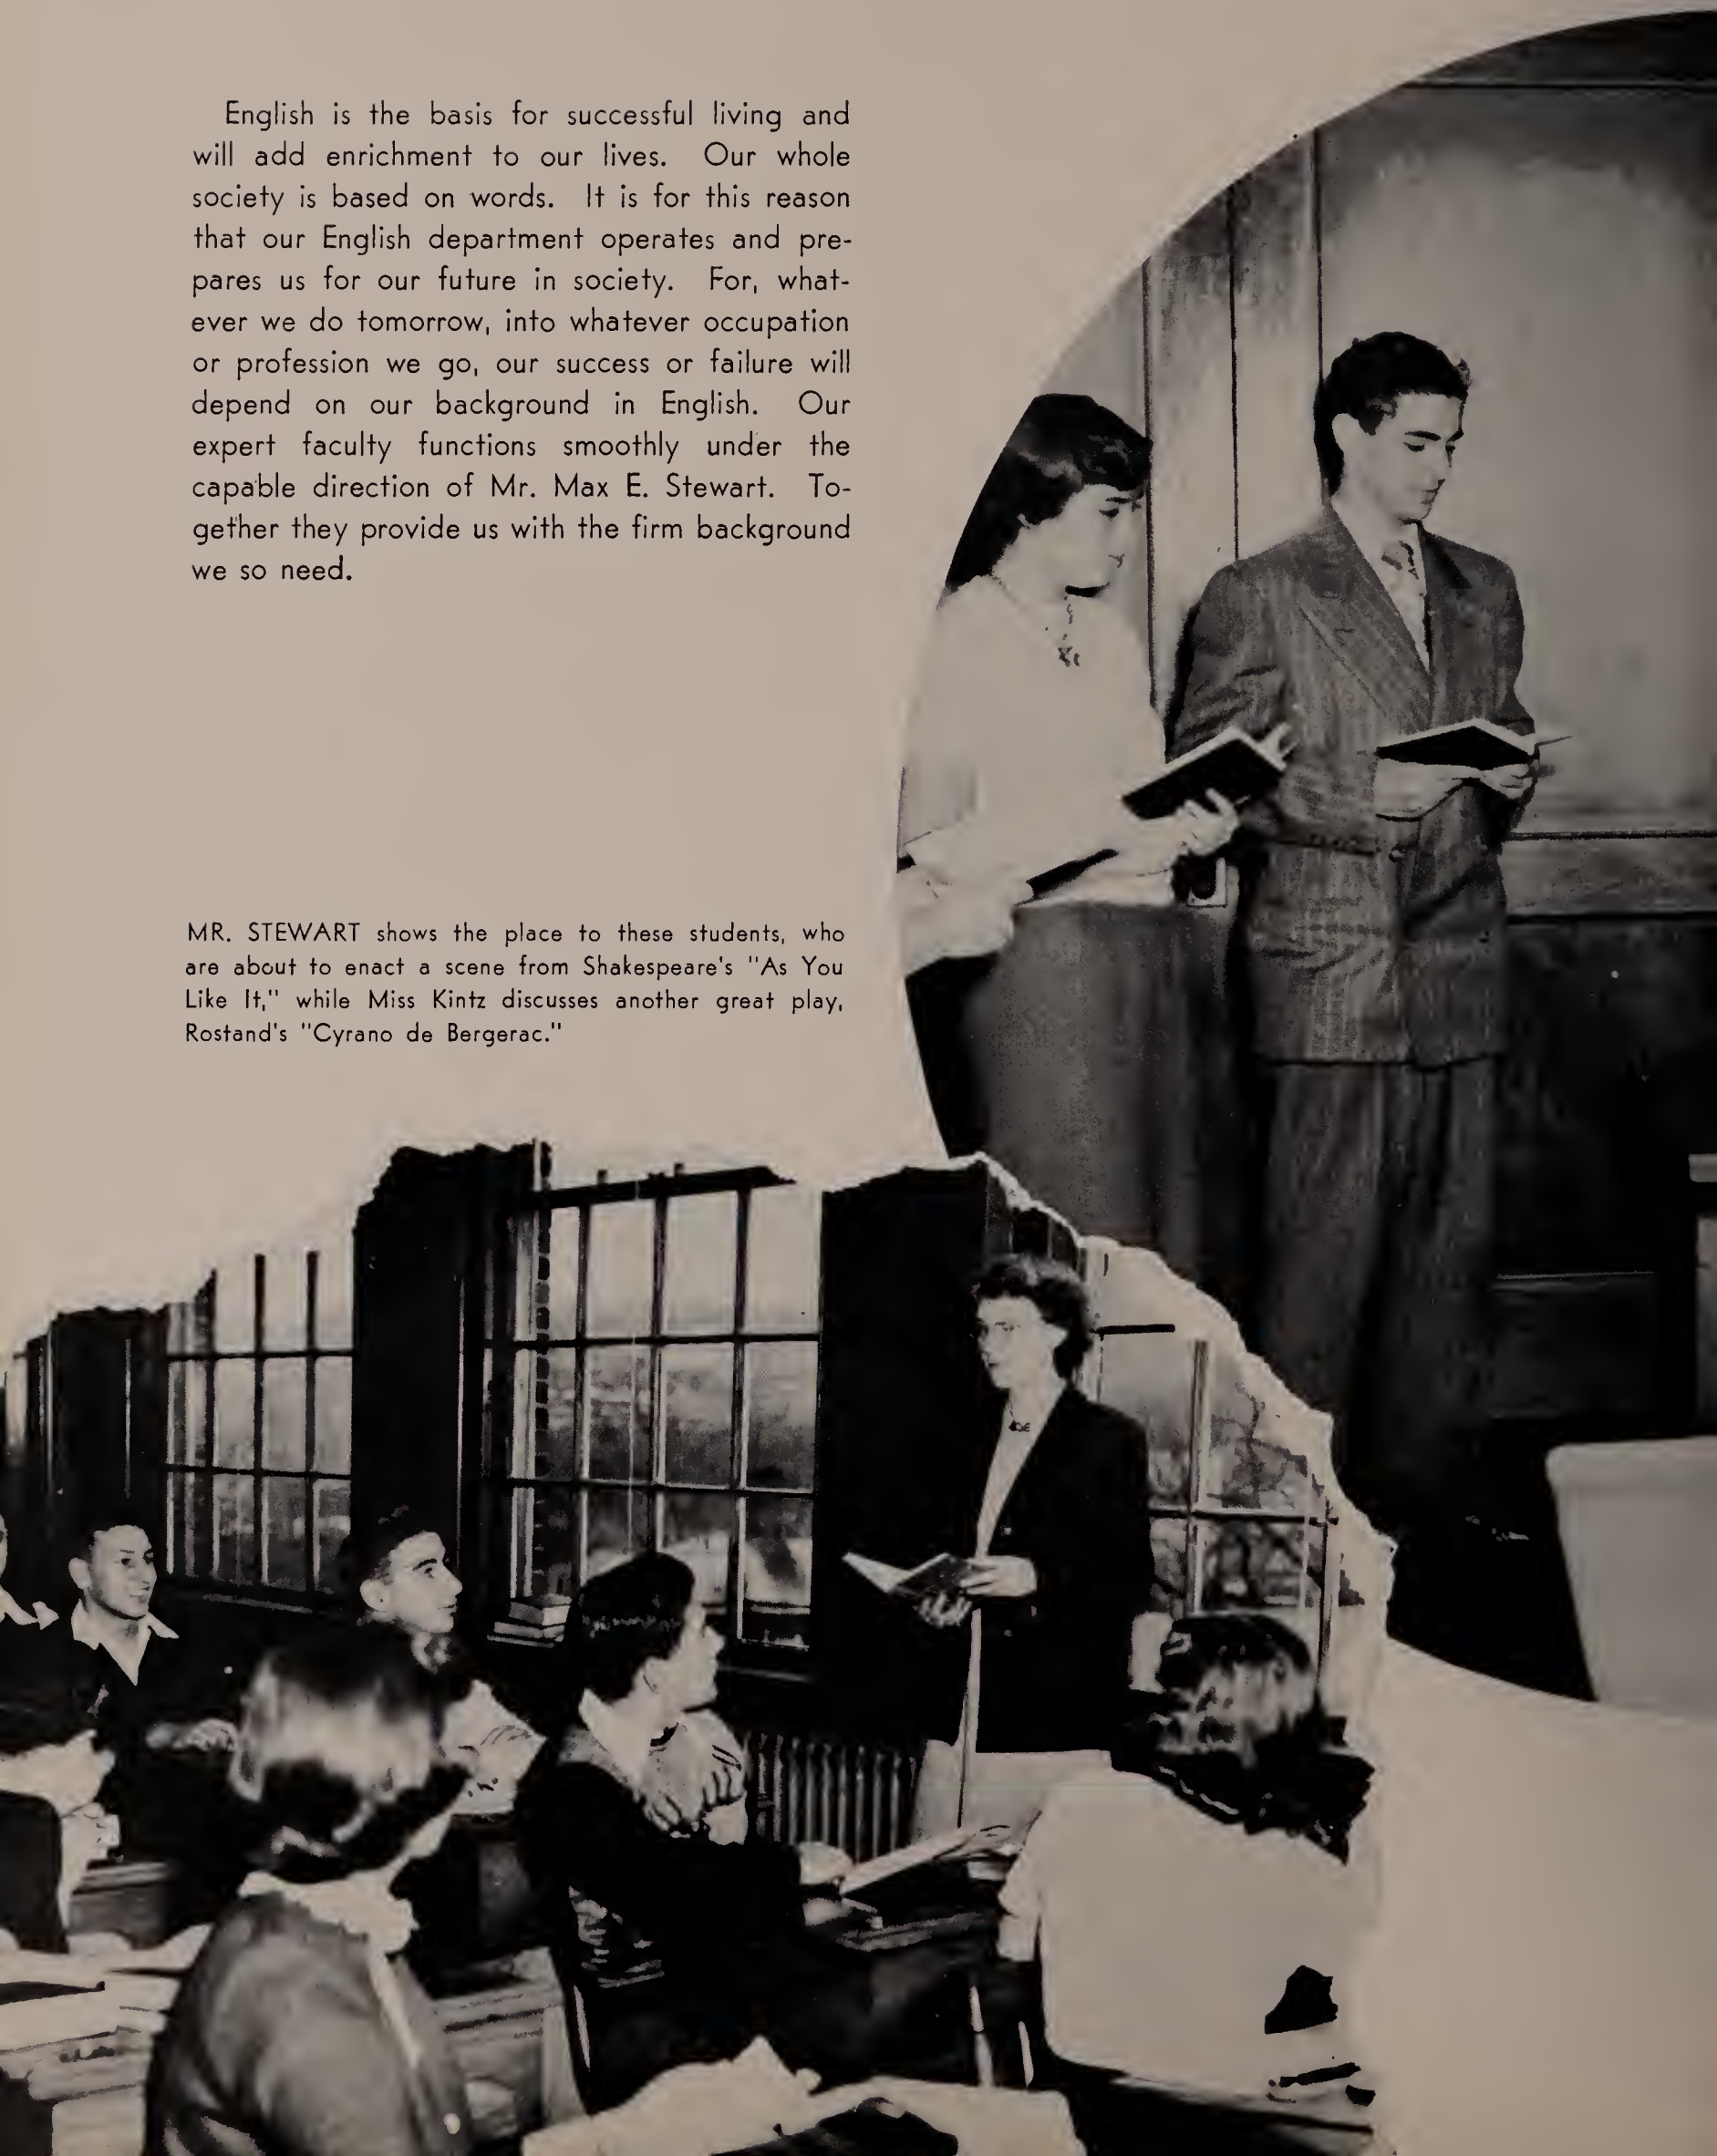 English is the basis for successful living and
will add enrichment to our lives. Our whole
society is based on words. It is for this reason
that our English department operates and pre-
pares us for our future in society. For, what-
ever we do tomorrow, into whatever occupation
or profession we go, our success or failure will
depend on our background in English. Our
expert faculty functions smoothly under the
capable direction of Mr. Max E. Stewart. To-
gether they provide us with the firm background
we so need.
MR. STEWART shows the place to these students, who
are about to enact a scene from Shakespeare's "As You
Like It," while Miss Kintz discusses another great play,
Rostand's "Cyrano de Bergerac."